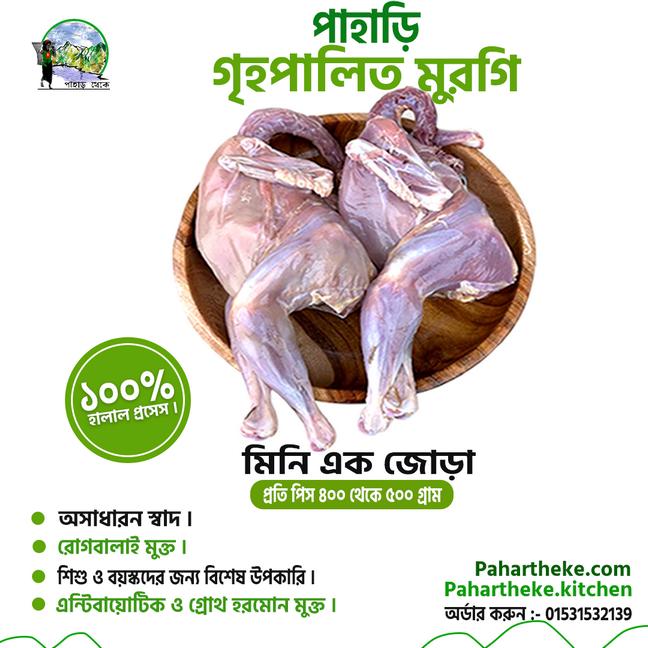 পাহাড় থেকে
পাহাড়ি
গৃহপালিত মুরগি
১০০%
হালাল প্রসেস।
মিনি এক জোড়া
প্রতি পিস ৪০০ থেকে ৫০০ গ্রাম
অসাধারন স্বাদ।
রোগবালাই মুক্ত।
শিশু ও বয়স্কদের জন্য বিশেষ উপকারি।
এন্টিবায়োটিক ও গ্রোথ হরমোন মুক্ত।
Pahartheke.com
Pahartheke.kitchen
অর্ডার করুন :- 01531532139